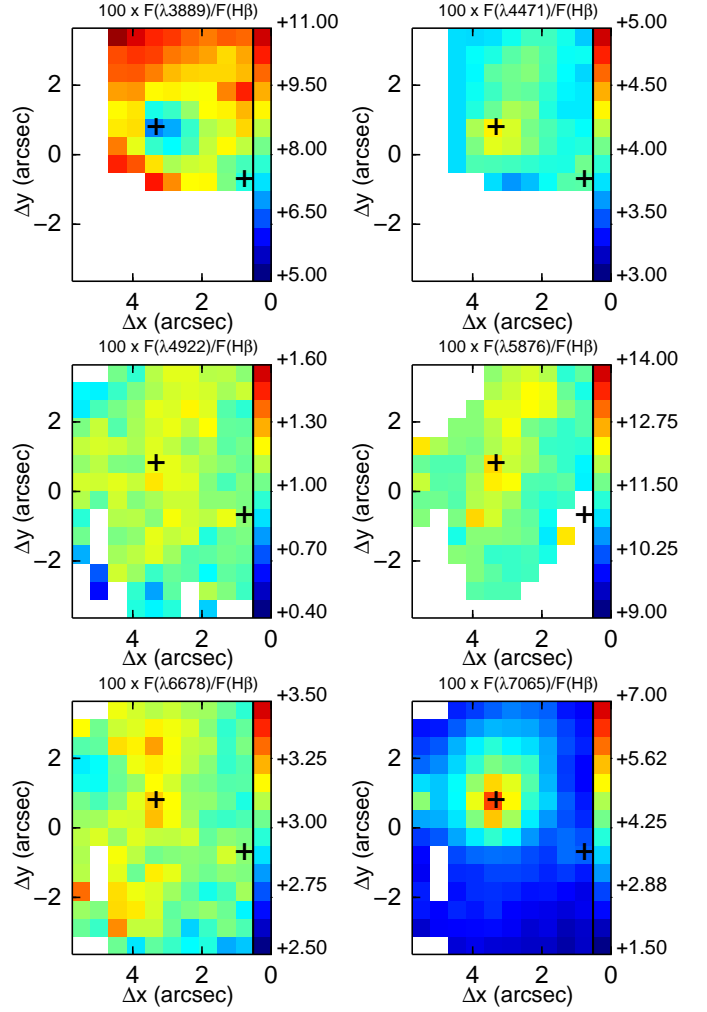 100 x F(λ3889)/F(Hβ) 100 x F(λ4471)/F(Hβ)
+11.00 +5.00
2 +9.50 2 +4.50
Δy (arcsec) Δy (arcsec)
0 +8.00 0 +4.00
−2 +6.50 −2 +3.50
+5.00 +3.00
4 2 0 4 2 0
Δx (arcsec) Δx (arcsec)
100 x F(λ4922)/F(Hβ) 100 x F(λ5876)/F(Hβ)
+1.60 +14.00
2 +1.30 2 +12.75
Δy (arcsec) Δy (arcsec)
0 +1.00 0 +11.50
−2 +0.70 −2 +10.25
+0.40 +9.00
4 2 0 4 2 0
Δx (arcsec) Δx (arcsec)
100 x F(λ6678)/F(Hβ) 100 x F(λ7065)/F(Hβ)
+3.50 +7.00
2 +3.25 2 +5.62
Δy (arcsec) Δy (arcsec)
0 +3.00 0 +4.25
−2 +2.75 −2 +2.88
+2.50 +1.50
4 2 0 4 2 0
Δx (arcsec) Δx (arcsec)